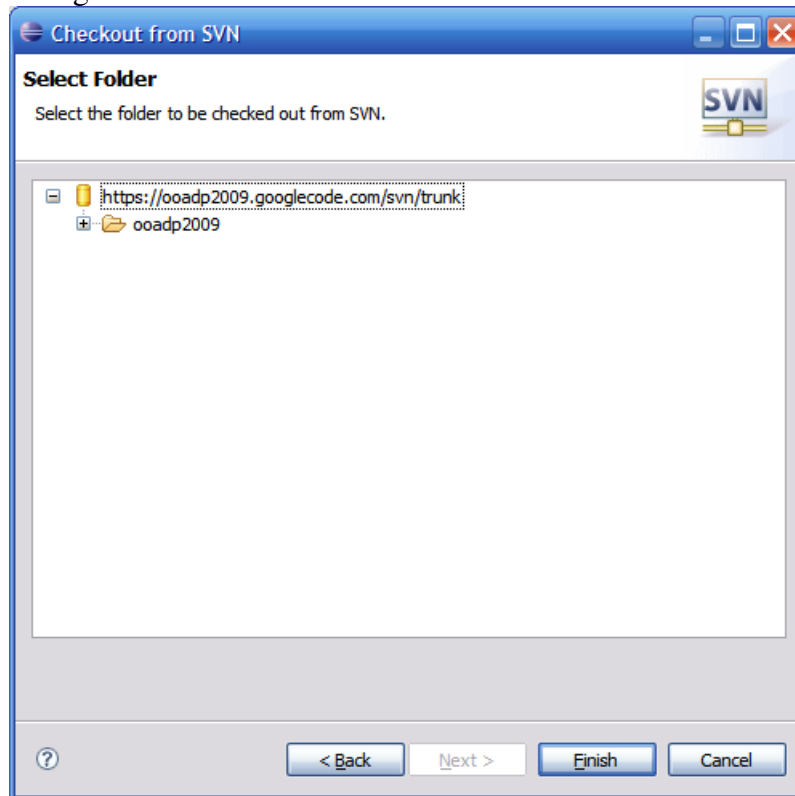 Checkout from SVN
Select Folder
Select the folder to be checked out from SVN.
SVN
https://ooadp2009.googlecode.com/svn/trunk
ooadp2009
? < Back Next > Finish Cancel